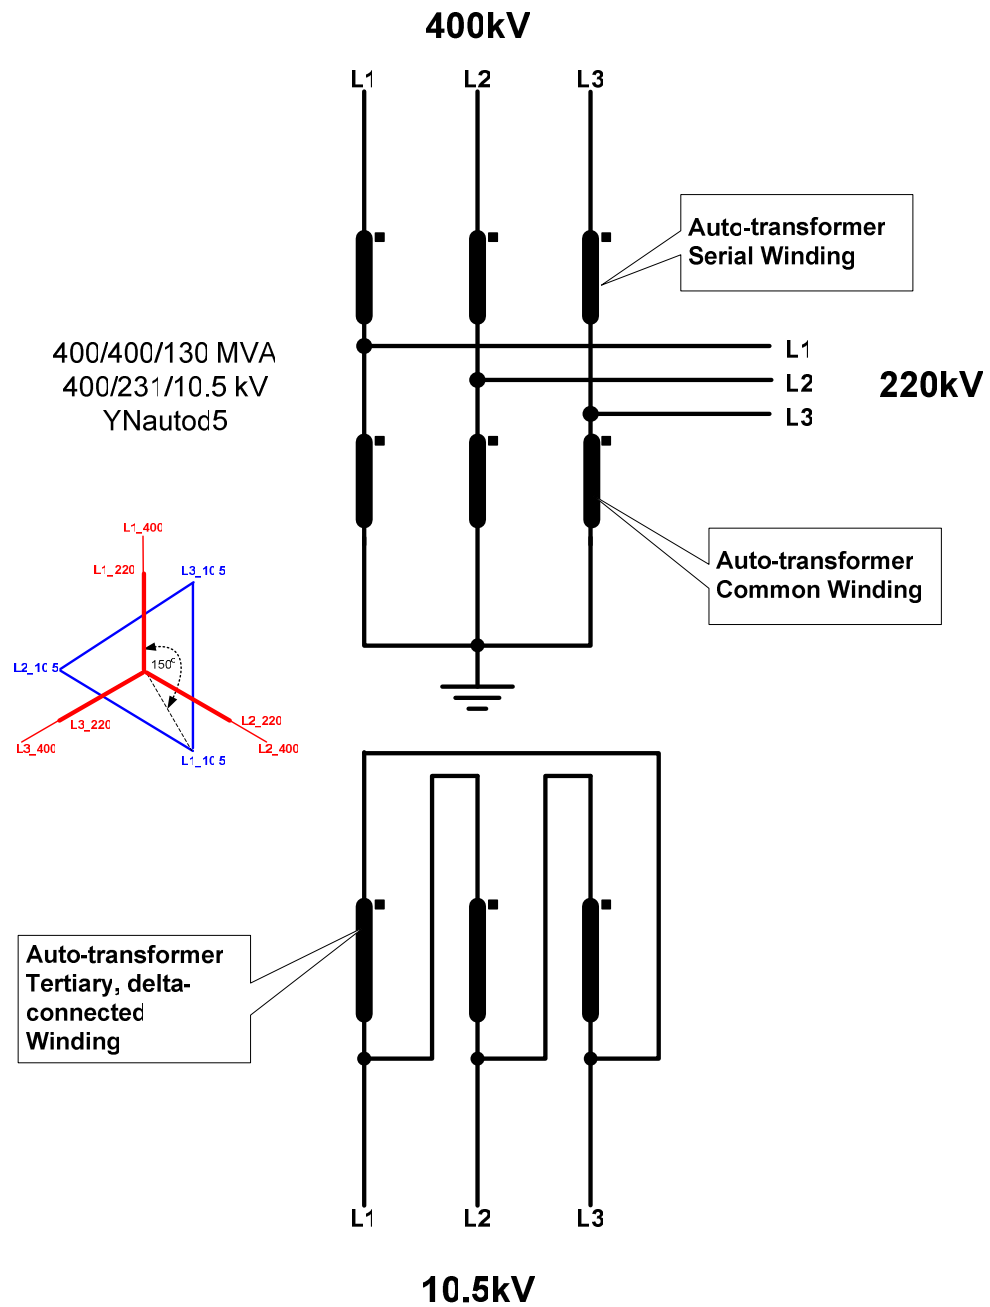 400kV
L1 L2 L3
Auto-transformer
Serial Winding
400/400/130 MVA
400/231/10.5 kV
YNautod5
L1
L2
L3
220kV
L1_400
L1_220
L3_10 5
150°
L2_10 5
L3_220
L3_400
L2_220
L2_400
L1_10 5
Auto-transformer
Common Winding
Auto-transformer
Tertiary, delta-
connected
Winding
L1 L2 L3
10.5kV